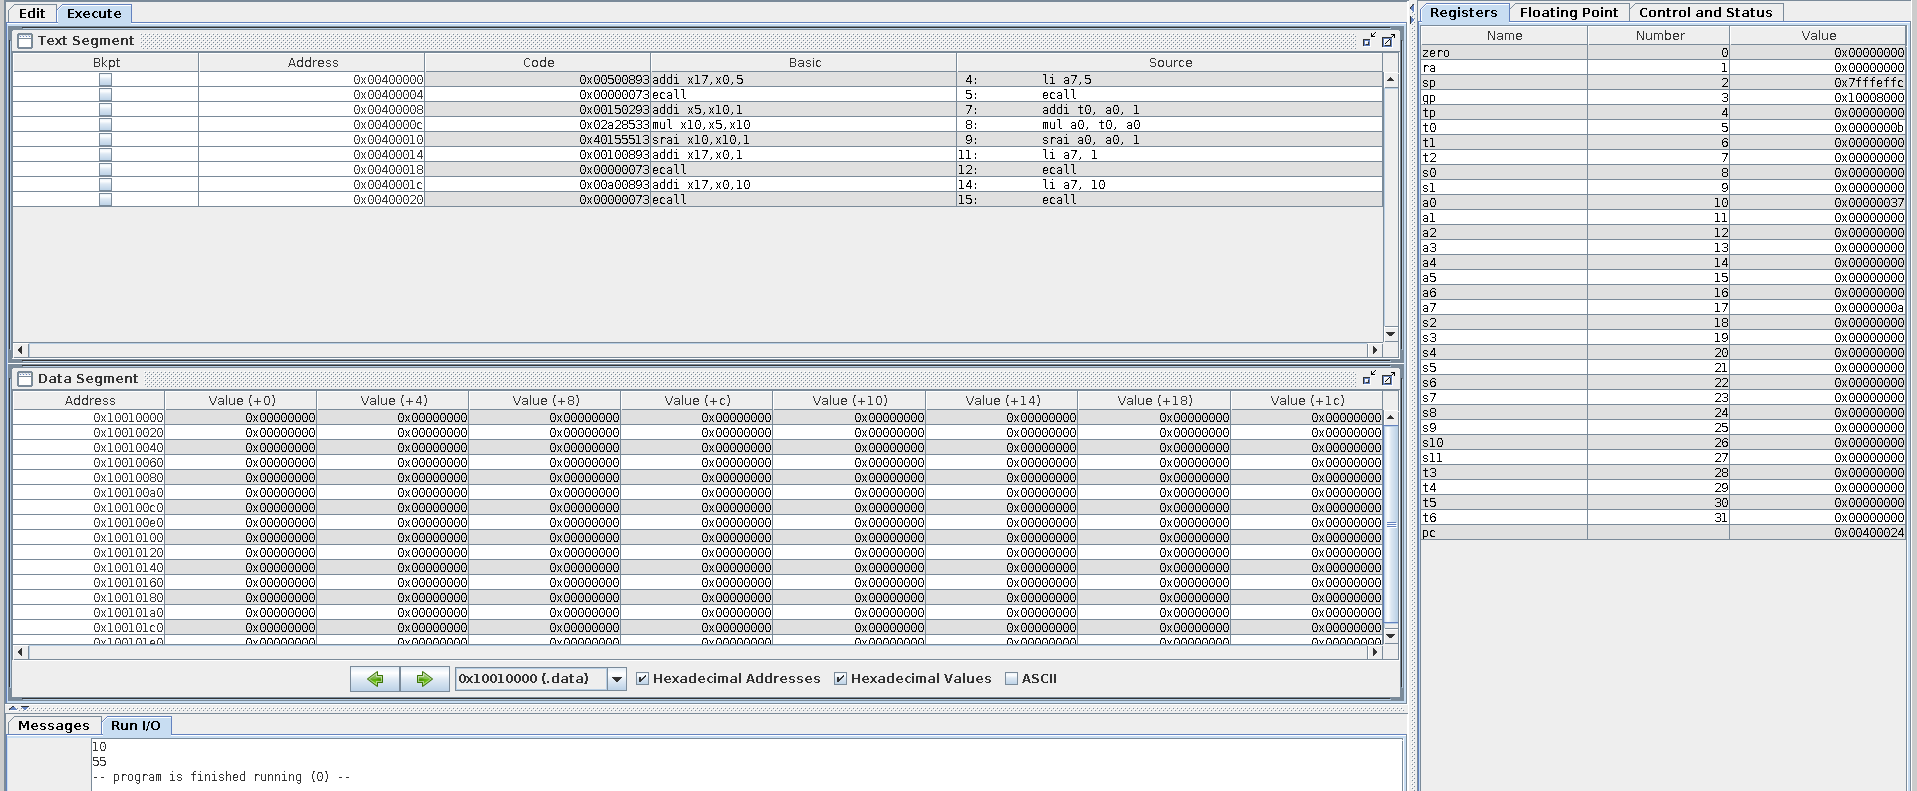 Edit Execute
Text Segment
Bkpt Address Code Basic Source
0x00400000 0x00500893 addi x17,x0,5 4: li a7,5
0x00400004 0x00000073 ecall 5: ecall
0x00400008 0x00150293 addi x5,x10,1 7: addi t0, a0, 1
0x0040000c 0x02a28533 mul x10,x5,x10 8: mul a0, t0, a0
0x00400010 0x40155513 srai x10,x10,1 9: srai a0, a0, 1
0x00400014 0x00100893 addi x17,x0,1 11: li a7, 1
0x00400018 0x00000073 ecall 12: ecall
0x0040001c 0x00a00893 addi x17,x0,10 14: li a7, 10
0x00400020 0x00000073 ecall 15: ecall
Data Segment
Address Value (+0) Value (+4) Value (+8) Value (+c) Value (+10) Value (+14) Value (+18) Value (+1c)
0x10010000 0x00000000 0x00000000 0x00000000 0x00000000 0x00000000 0x00000000 0x00000000 0x00000000
0x10010020 0x00000000 0x00000000 0x00000000 0x00000000 0x00000000 0x00000000 0x00000000 0x00000000
0x10010040 0x00000000 0x00000000 0x00000000 0x00000000 0x00000000 0x00000000 0x00000000 0x00000000
0x10010060 0x00000000 0x00000000 0x00000000 0x00000000 0x00000000 0x00000000 0x00000000 0x00000000
0x10010080 0x00000000 0x00000000 0x00000000 0x00000000 0x00000000 0x00000000 0x00000000 0x00000000
0x100100a0 0x00000000 0x00000000 0x00000000 0x00000000 0x00000000 0x00000000 0x00000000 0x00000000
0x100100c0 0x00000000 0x00000000 0x00000000 0x00000000 0x00000000 0x00000000 0x00000000 0x00000000
0x100100e0 0x00000000 0x00000000 0x00000000 0x00000000 0x00000000 0x00000000 0x00000000 0x00000000
0x10010100 0x00000000 0x00000000 0x00000000 0x00000000 0x00000000 0x00000000 0x00000000 0x00000000
0x10010120 0x00000000 0x00000000 0x00000000 0x00000000 0x00000000 0x00000000 0x00000000 0x00000000
0x10010140 0x00000000 0x00000000 0x00000000 0x00000000 0x00000000 0x00000000 0x00000000 0x00000000
0x10010160 0x00000000 0x00000000 0x00000000 0x00000000 0x00000000 0x00000000 0x00000000 0x00000000
0x10010180 0x00000000 0x00000000 0x00000000 0x00000000 0x00000000 0x00000000 0x00000000 0x00000000
0x100101a0 0x00000000 0x00000000 0x00000000 0x00000000 0x00000000 0x00000000 0x00000000 0x00000000
0x100101c0 0x00000000 0x00000000 0x00000000 0x00000000 0x00000000 0x00000000 0x00000000 0x00000000
0x100101e0 0x00000000 0x00000000 0x00000000 0x00000000 0x00000000 0x00000000 0x00000000 0x00000000
0x10010000 (.data) Hexadecimal Addresses Hexadecimal Values ASCII
Messages Run I/O
10
55
-- program is finished running (0) --
Registers Floating Point Control and Status
Name Number Value
zero 0 0x00000000
ra 1 0x00000000
sp 2 0x7fffeffc
gp 3 0x10008000
tp 4 0x00000000
t0 5 0x0000000b
t1 6 0x00000000
t2 7 0x00000000
s0 8 0x00000000
s1 9 0x00000000
a0 10 0x00000037
a1 11 0x00000000
a2 12 0x00000000
a3 13 0x00000000
a4 14 0x00000000
a5 15 0x00000000
a6 16 0x00000000
a7 17 0x0000000a
s2 18 0x00000000
s3 19 0x00000000
s4 20 0x00000000
s5 21 0x00000000
s6 22 0x00000000
s7 23 0x00000000
s8 24 0x00000000
s9 25 0x00000000
s10 26 0x00000000
s11 27 0x00000000
t3 28 0x00000000
t4 29 0x00000000
t5 30 0x00000000
t6 31 0x00000000
pc 0x00400024